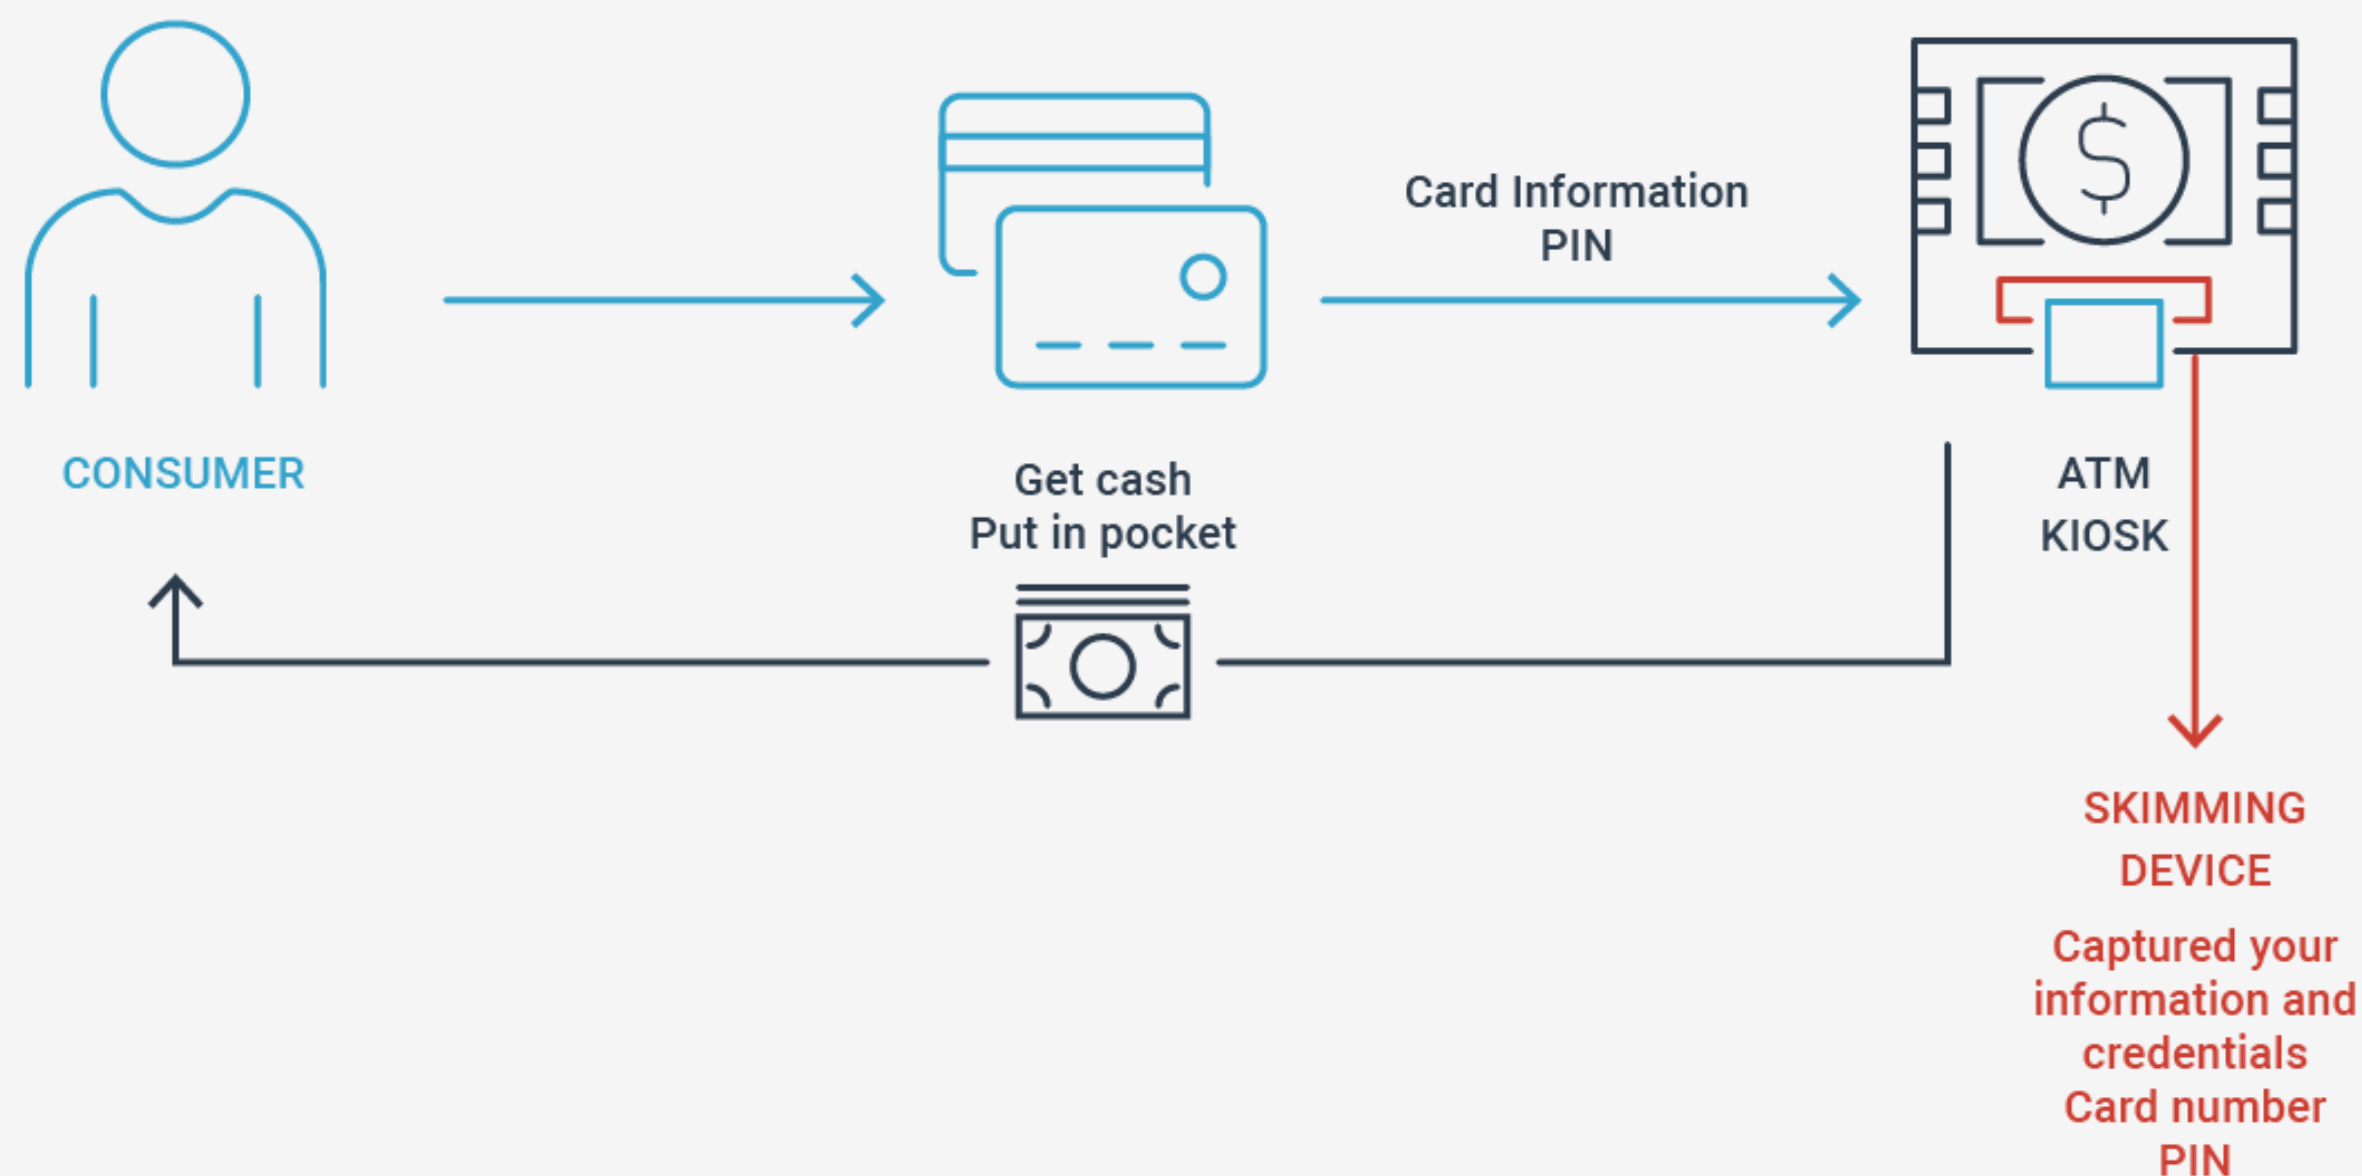 Card Information
PIN
CONSUMER
Get cash
Put in pocket
ATM
KIOSK
SKIMMING
DEVICE
Captured your
information and
credentials
Card number
PIN